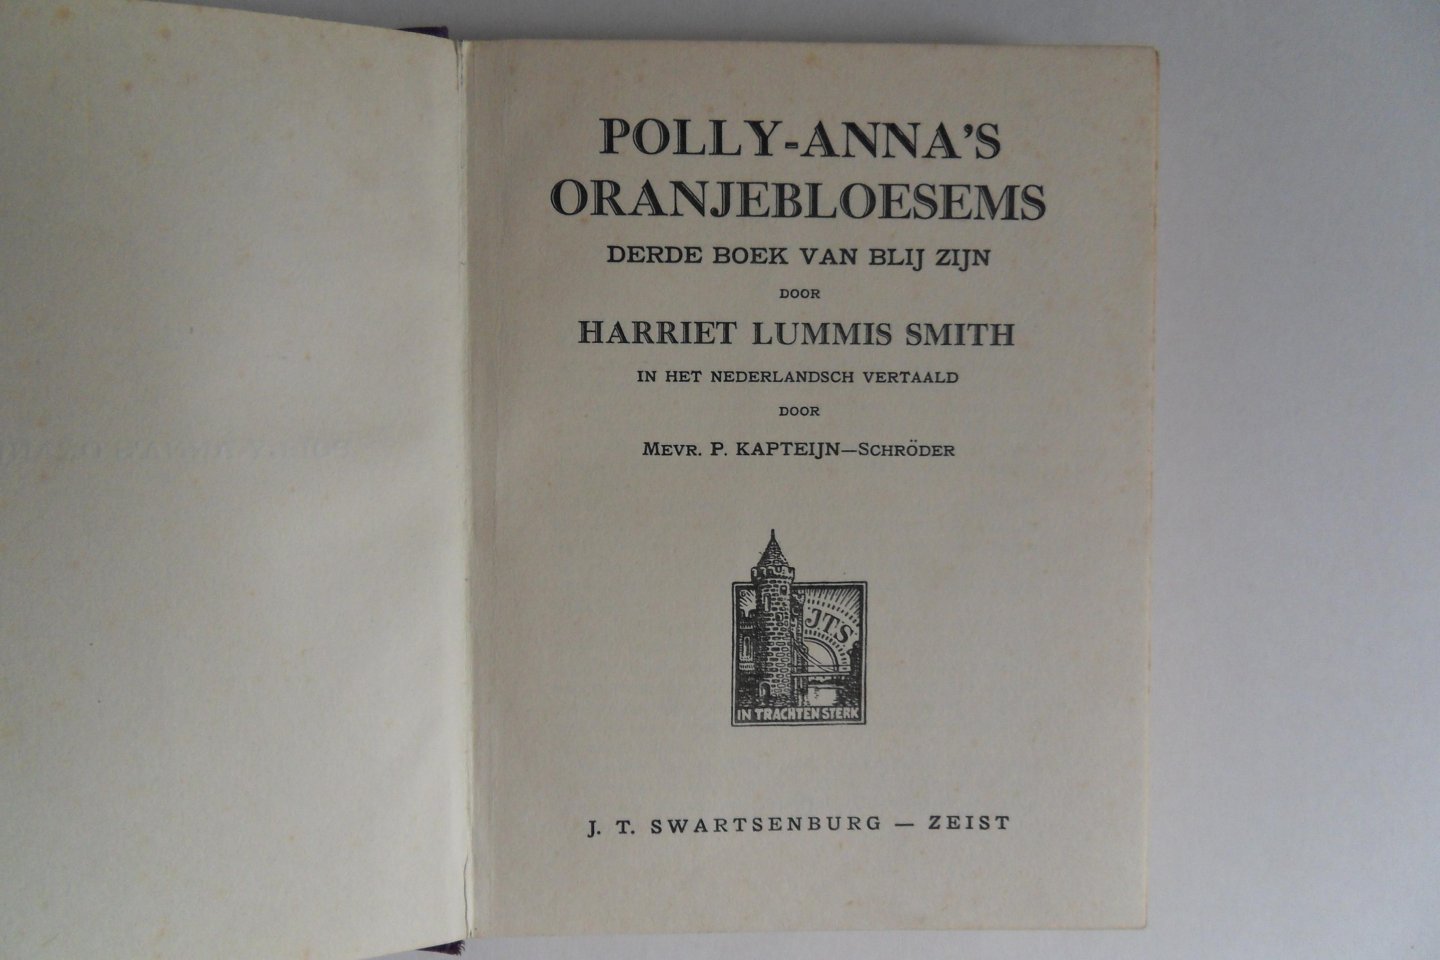 POLLY-ANNA'S
ORANJEBLOESEMS
DERDE BOEK VAN BLIJ ZIJN
DOOR
HARRIET LUMMIS SMITH
IN HET NEDERLANDSCH VERTAALD
DOOR
MEVR. P. KAPTEIJN—SCHRÖDER
JTS
IN TRACHTEN STERK
J. T. SWARTSENBURG — ZEIST